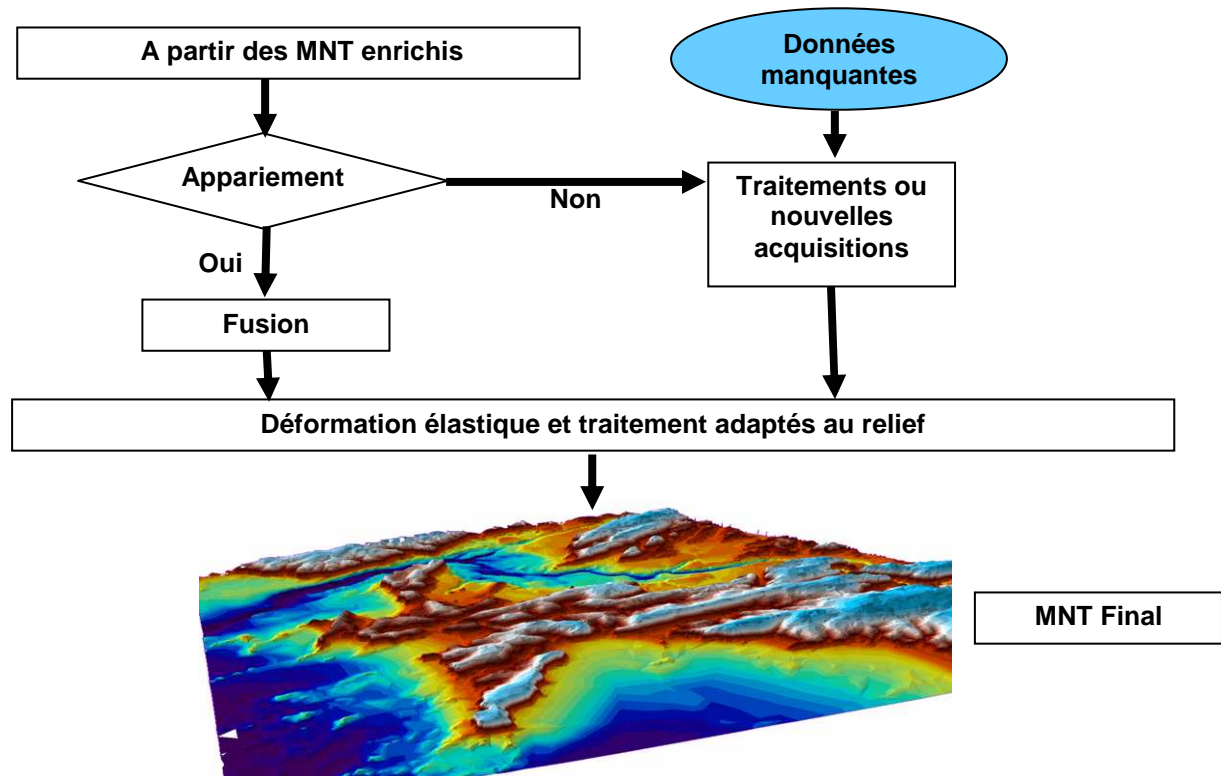 A partir des MNT enrichis
Données
manquantes
Appariement
Non
Traitements ou
nouvelles
acquisitions
Oui
Fusion
Déformation élastique et traitement adaptés au relief
MNT Final